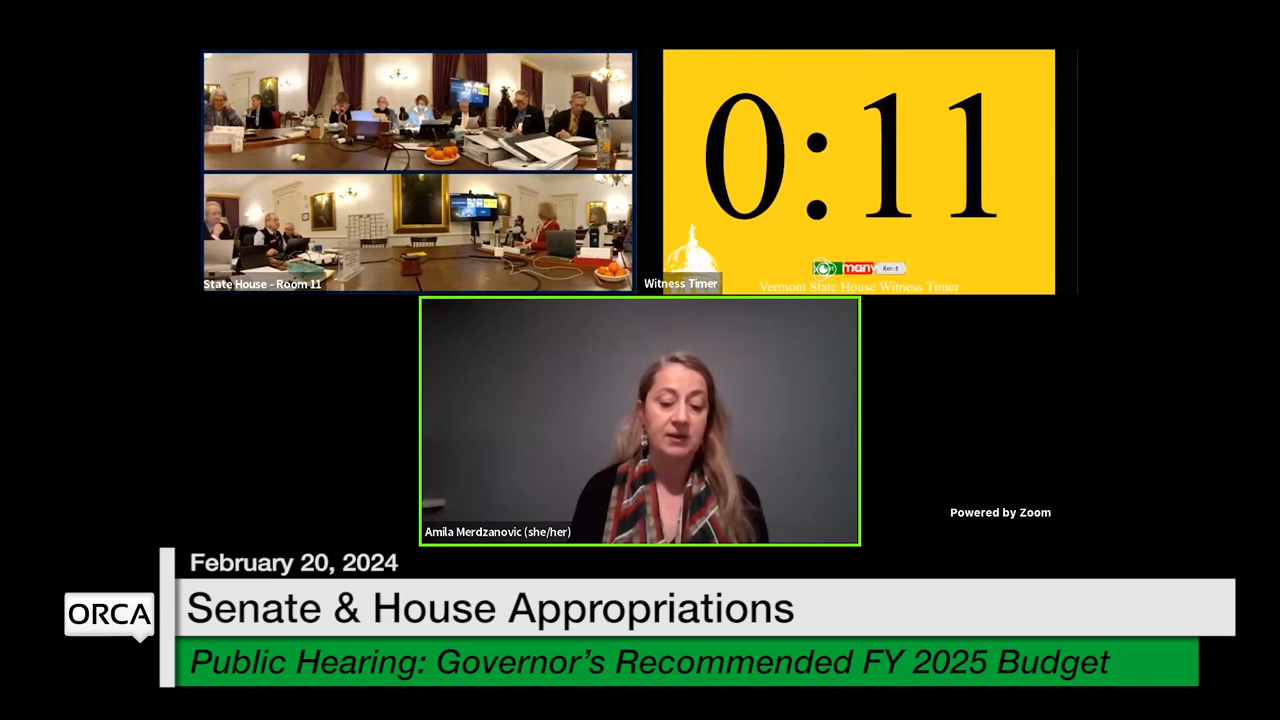 0:11
many
State House - Room 11
Witness Timer
Vermont State House Witness Timer
Amila Merdzanovic (she/her)
Powered by Zoom
February 20, 2024
ORCA
Senate & House Appropriations
Public Hearing: Governor's Recommended FY 2025 Budget